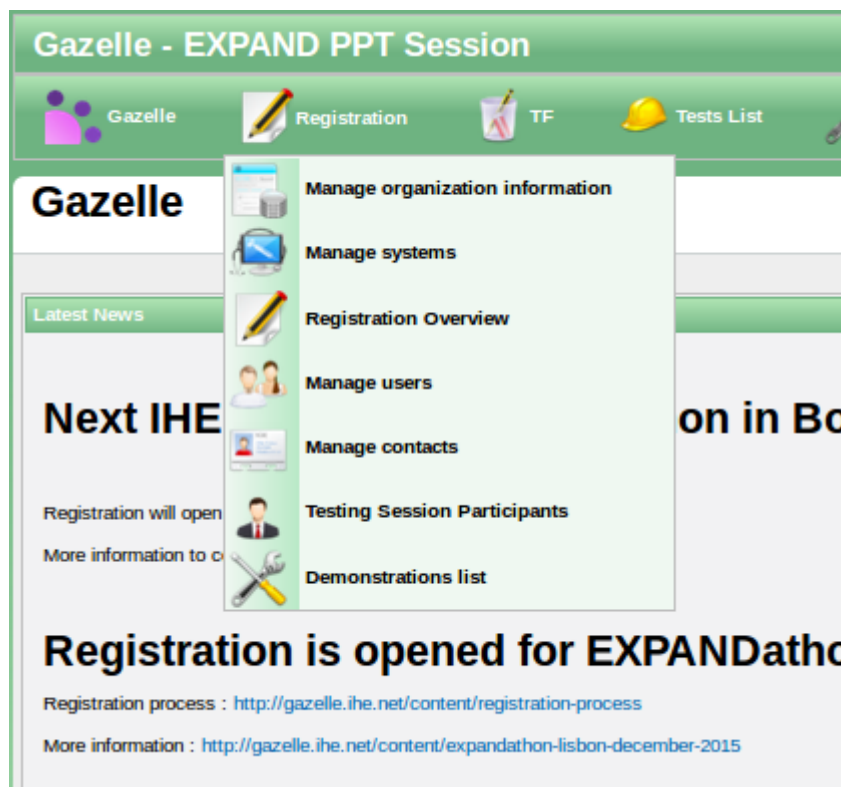 Gazelle - EXPAND PPT Session
Gazelle Registration TF Tests List
Gazelle
Manage organization information
Manage systems
Registration Overview
Manage users
Manage contacts
Testing Session Participants
Demonstrations list
Latest News
Next IHE on in
Registration will open
More information to
Registration is opened for
Registration process : http://gazelle.ihe.net/content/registration-process
More information : http://gazelle.ihe.net/content/expandathon-lisbon-december-2015